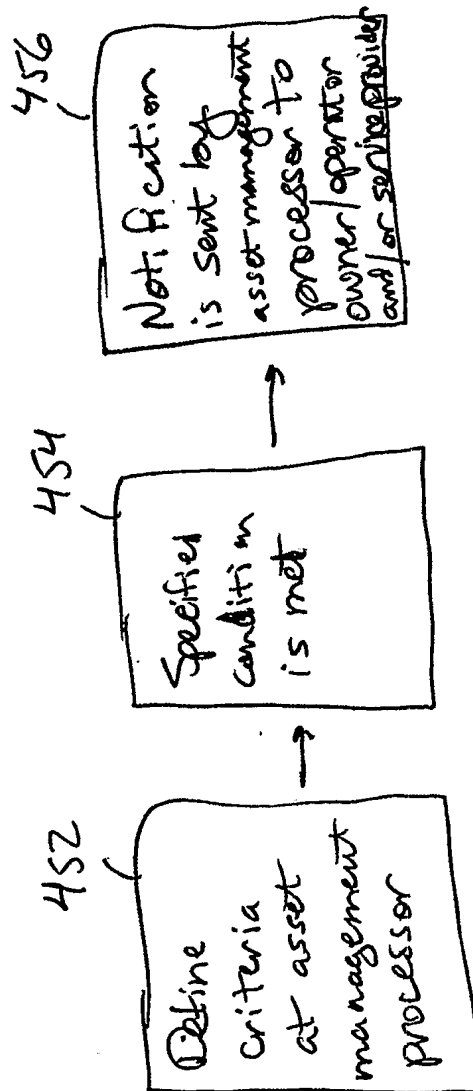 452
Define
criteria
at asset
management
processor
454
Specified
condition
is met
456
Notification
is sent by
asset management
processor to
owner/operator
and/or service provider